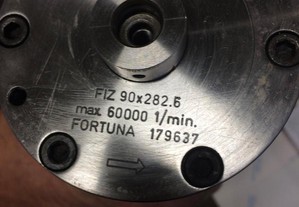 FIZ 90x282.5
max. 60000 1/min.
FORTUNA 179637